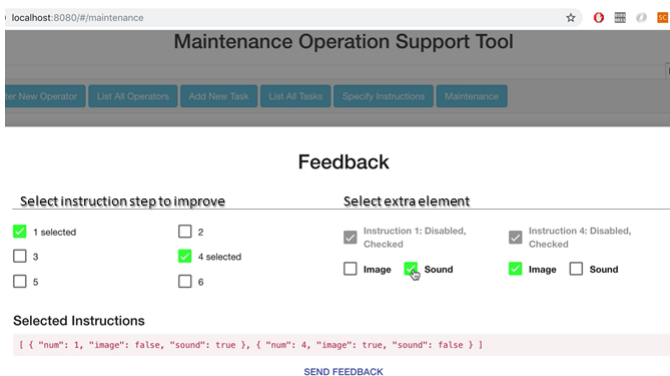 localhost:8080/#/maintenance
Maintenance Operation Support Tool
ter New Operator List All Operators Add New Task List All Tasks Specify Instructions Maintenance
Feedback
Select instruction step to improve Select extra element
1 selected 2 Instruction 1: Disabled, Checked Instruction 4: Disabled, Checked
3 4 selected Image Sound Image Sound
5 6
Selected Instructions
[ { "num": 1, "image": false, "sound": true }, { "num": 4, "image": true, "sound": false } ]
SEND FEEDBACK